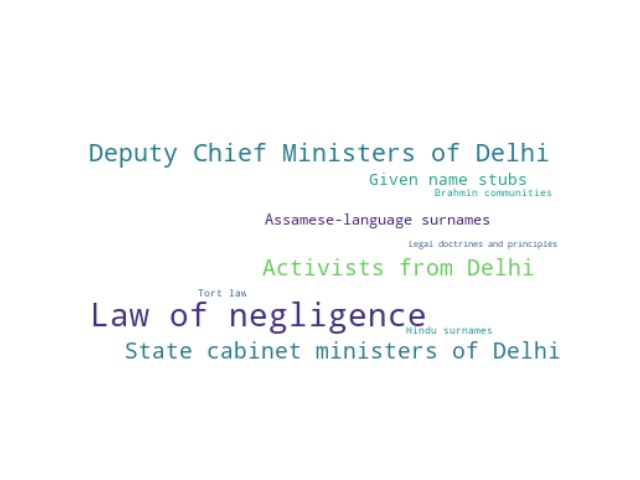 Deputy Chief Ministers of Delhi
Given name stubs
Brahmin communities
Assamese-language surnames
Legal doctrines and principles
Activists from Delhi
Tort law
Law of negligence
Hindu surnames
State cabinet ministers of Delhi